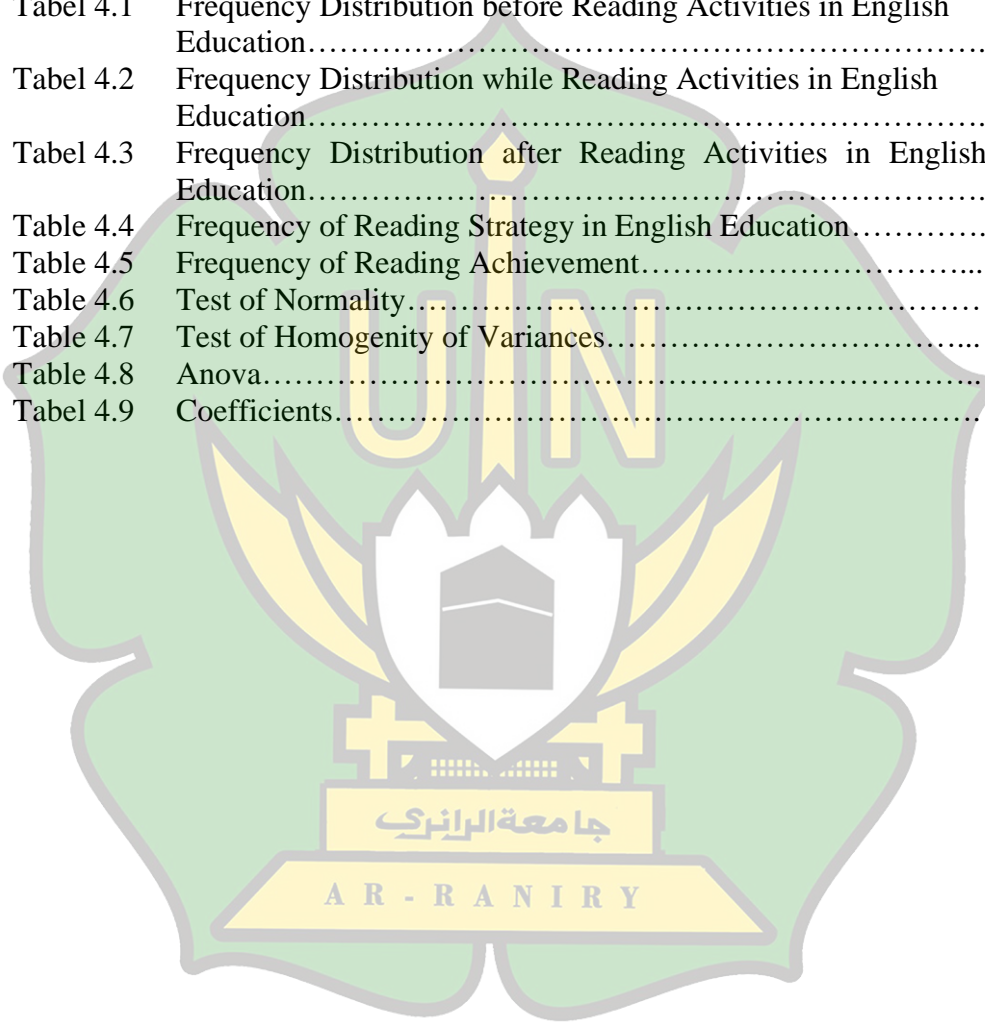 Tabel 4.1 Frequency Distribution before Reading Activities in English
Education……………………………………………………….
Tabel 4.2 Frequency Distribution while Reading Activities in English
Education……………………………………………………….
Tabel 4.3 Frequency Distribution after Reading Activities in English
Education……………………………………………………….
Table 4.4 Frequency of Reading Strategy in English Education………….
Table 4.5 Frequency of Reading Achievement…………………………...
Table 4.6 Test of Normality………………………………………………
Table 4.7 Test of Homogenity of Variances……………………………..
Table 4.8 Anova…………………………………………………………..
Tabel 4.9 Coefficients…………………………………………………….
UIN
جامعة الرانري
AR-RANIRY